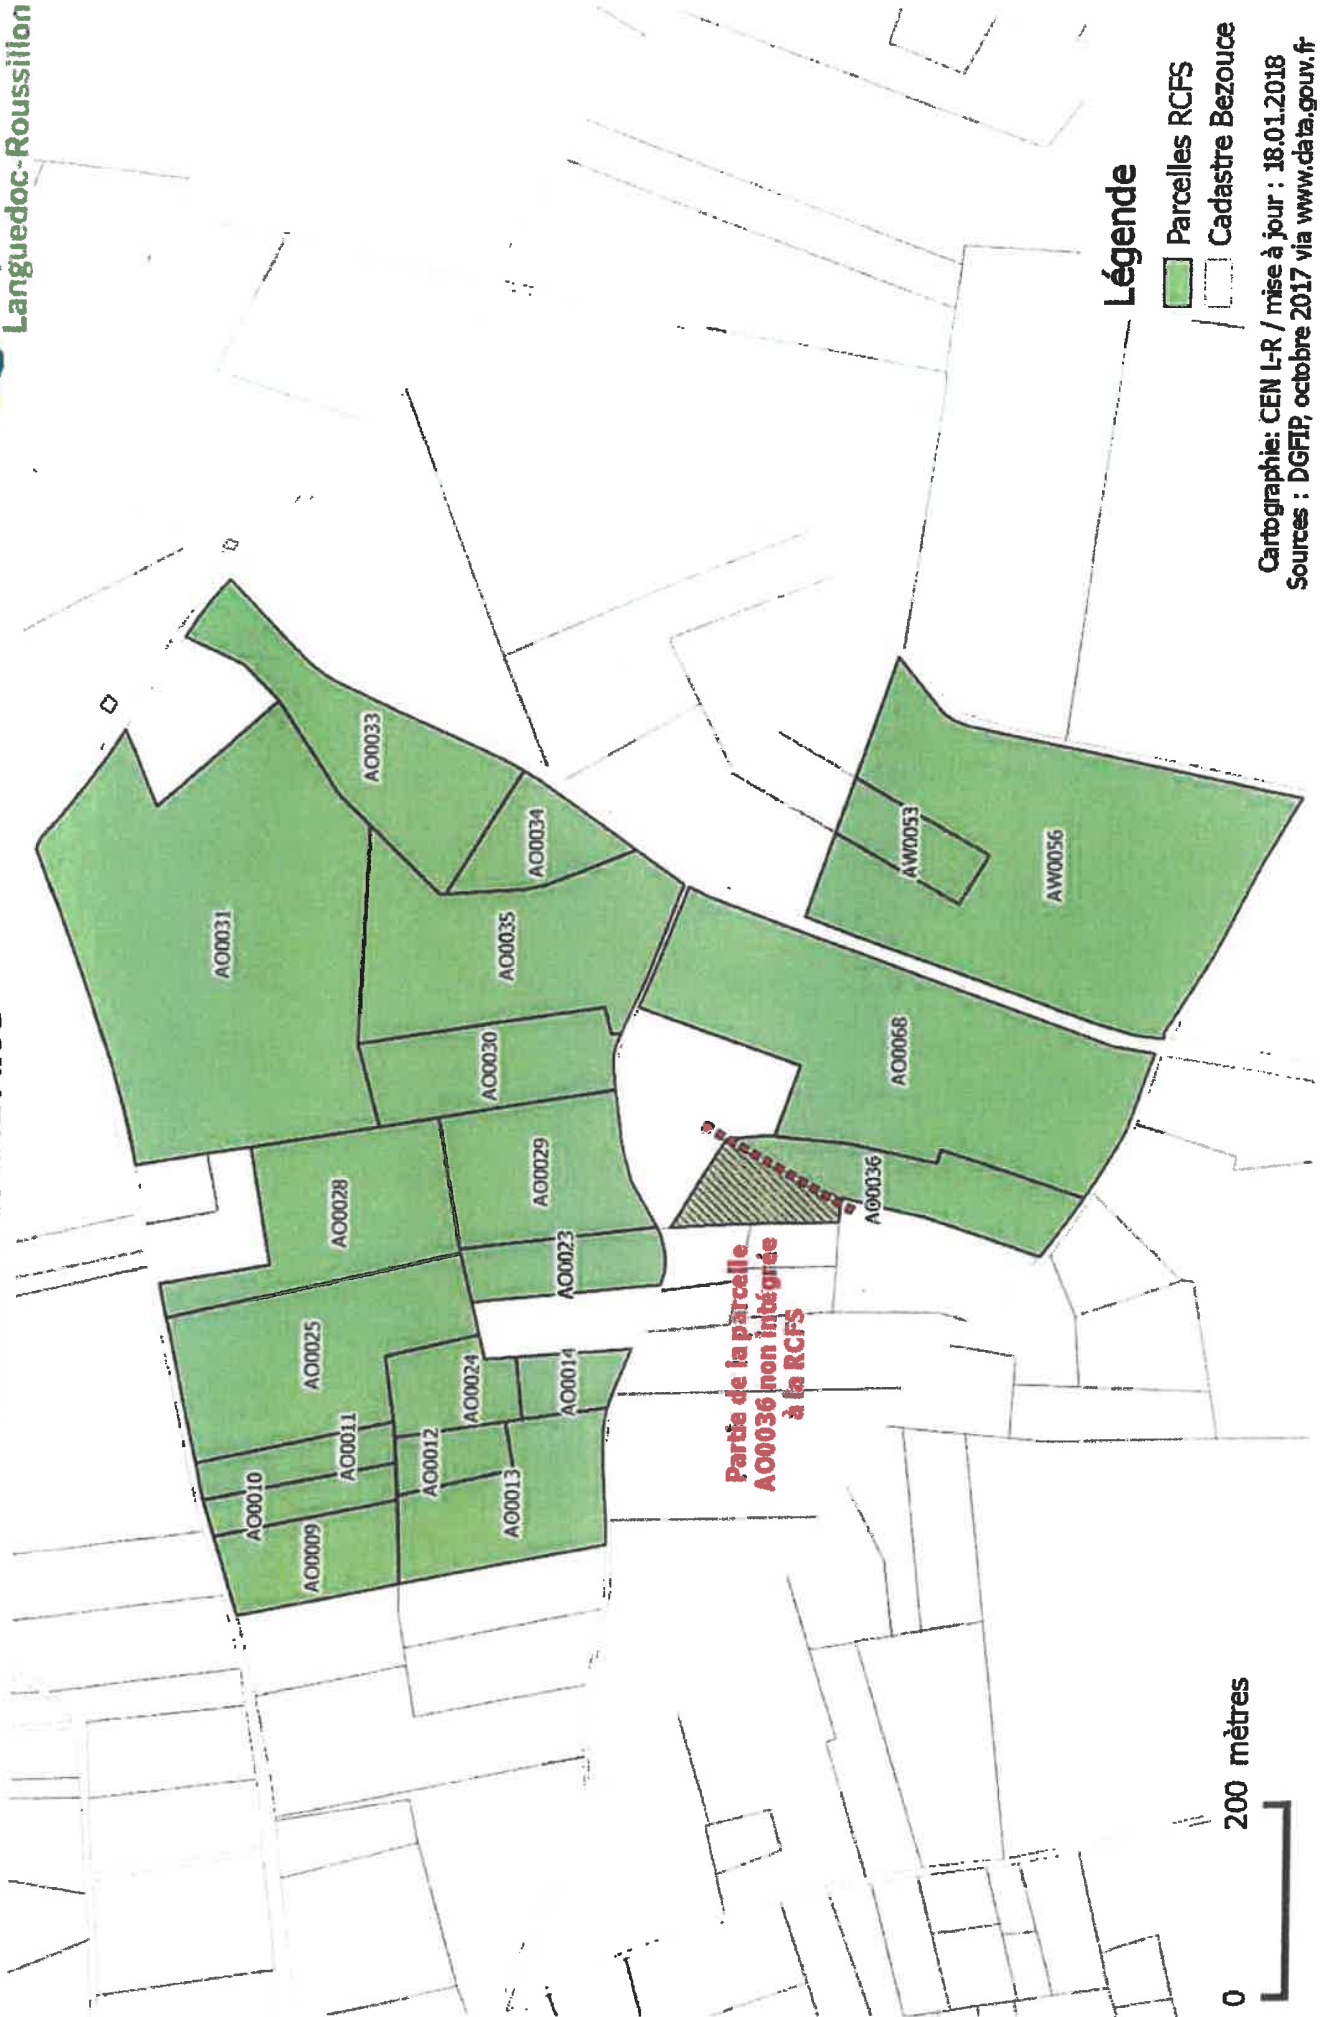 Languedoc-Roussillon
AO0009
AO0010
AO0011
AO0025
AO0028
AO0031
AO0033
AO0013
AO0012
AO0024
AO0014
AO0023
AO0029
AO0030
AO0035
AO0034
Partie de la parcelle
AO0036 non intégrée
à la RCFS
AO0036
AO0068
AW0053
AW0056
Légende
Parcelles RCFS
Cadastre Bezouce
0 200 mètres
Cartographie: CEN L-R / mise à jour : 18.01.2018
Sources : DGFIP, octobre 2017 via www.data.gouv.fr